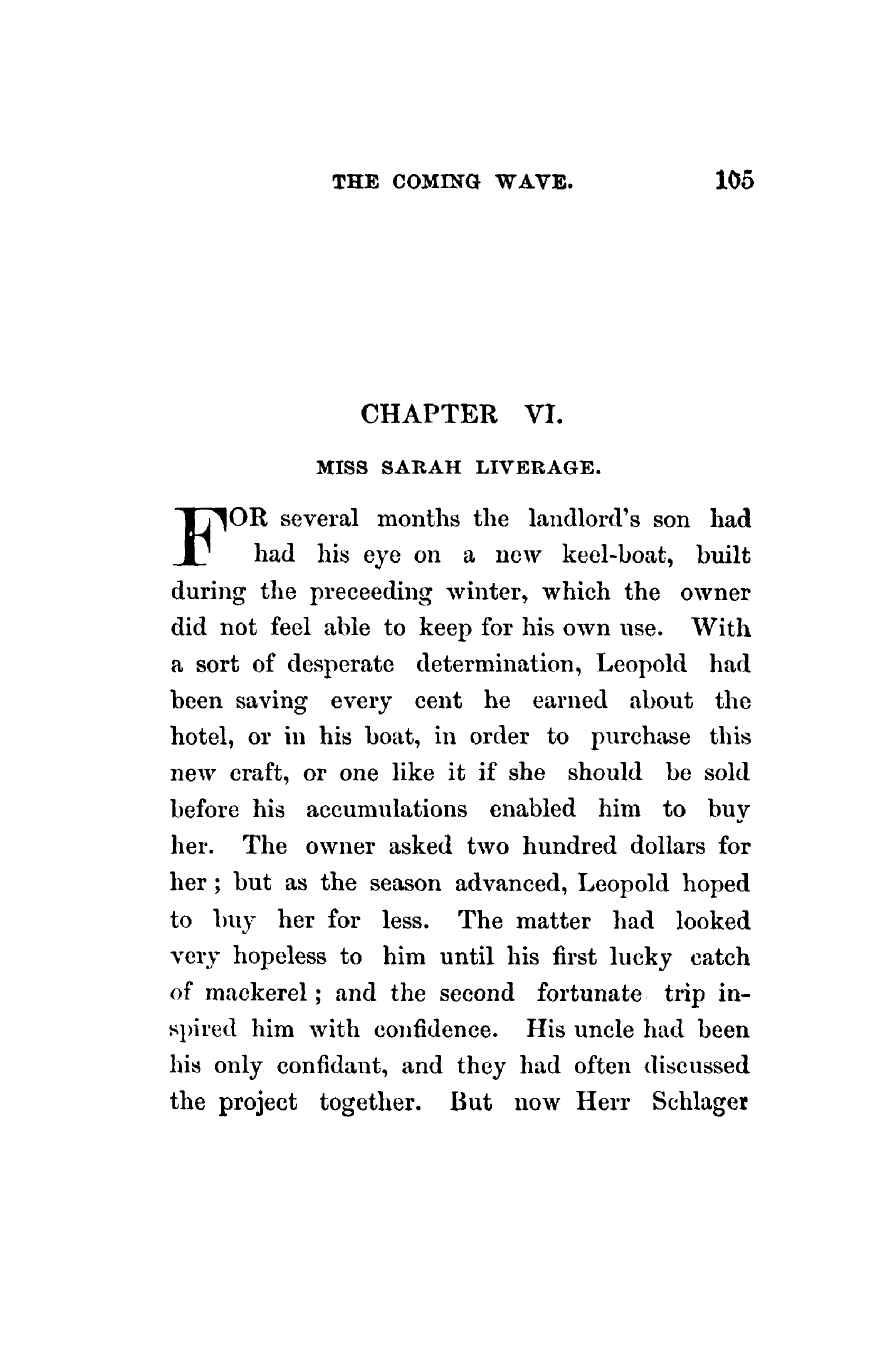 THE COMING WAVE. 105
CHAPTER VI.
MISS SARAH LIVERAGE.
FOR several months the landlord's son had
had his eye on a new keel-boat, built
during the preceeding winter, which the owner
did not feel able to keep for his own use. With
a sort of desperate determination, Leopold had
been saving every cent he earned about the
hotel, or in his boat, in order to purchase this
new craft, or one like it if she should be sold
before his accumulations enabled him to buy
her. The owner asked two hundred dollars for
her ; but as the season advanced, Leopold hoped
to buy her for less. The matter had looked
very hopeless to him until his first lucky catch
of mackerel ; and the second fortunate trip in-
spired him with confidence. His uncle had been
his only confidant, and they had often discussed
the project together. But now Herr Schlager